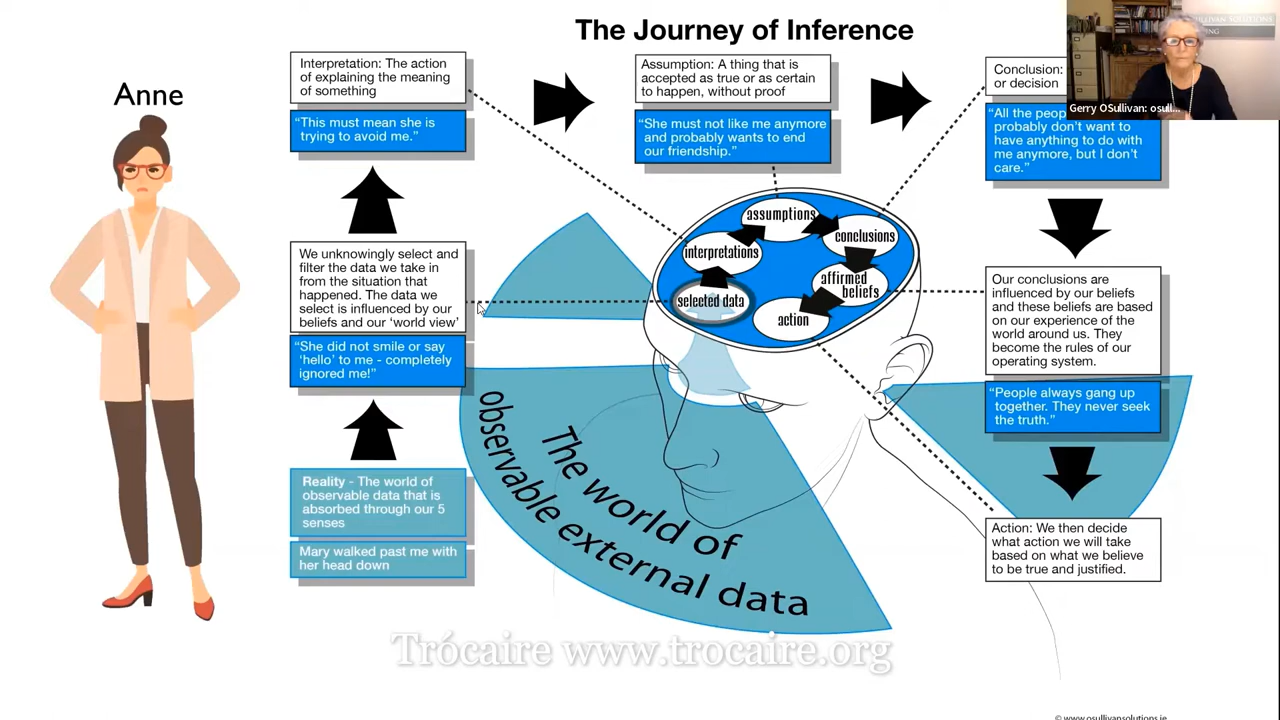 The Journey of Inference
SULLIVAN SOLUTIONS
Gerry OSullivan: osull...
Anne
Interpretation: The action
of explaining the meaning
of something
"This must mean she is
trying to avoid me."
Assumption: A thing that is
accepted as true or as certain
to happen, without proof
"She must not like me anymore
and probably wants to end
our friendship."
Conclusion:
or decision
"All the peop
probably don't want to
have anything to do with
me anymore, but I don't
care."
We unknowingly select and
filter the data we take in
from the situation that
happened. The data we
select is influenced by our
beliefs and our 'world view'
"She did not smile or say
'hello' to me - completely
ignored me!"
Reality - The world of
observable data that is
absorbed through our 5
senses
Mary walked past me with
her head down
assumptions
conclusions
interpretations
affirmed
beliefs
selected data
action
The world of
observable external data
Our conclusions are
influenced by our beliefs
and these beliefs are based
on our experience of the
world around us. They
become the rules of our
operating system.
"People always gang up
together. They never seek
the truth."
Action: We then decide
what action we will take
based on what we believe
to be true and justified.
Trócaire www.trocaire.org
© www.osullivansolutions.ie